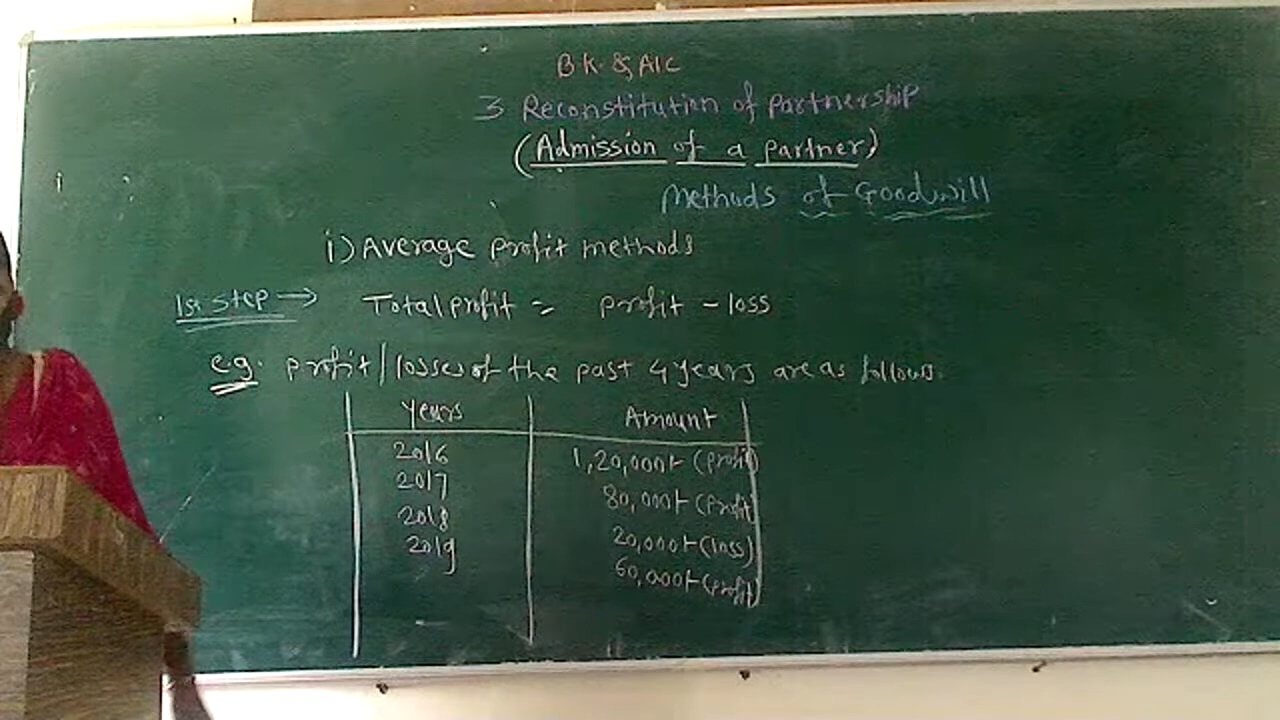 B.K. & A/C
3 Reconstitution of partnership
(Admission of a partner)
Methods of Goodwill
i) Average profit methods
1st step → Total profit = profit - loss
e.g. profit/losses of the past 4 years are as follows.
Years Amount
2016 1,20,000/- (profit)
2017 80,000/- (profit)
2018 20,000/- (loss)
2019 60,000/- (profit)